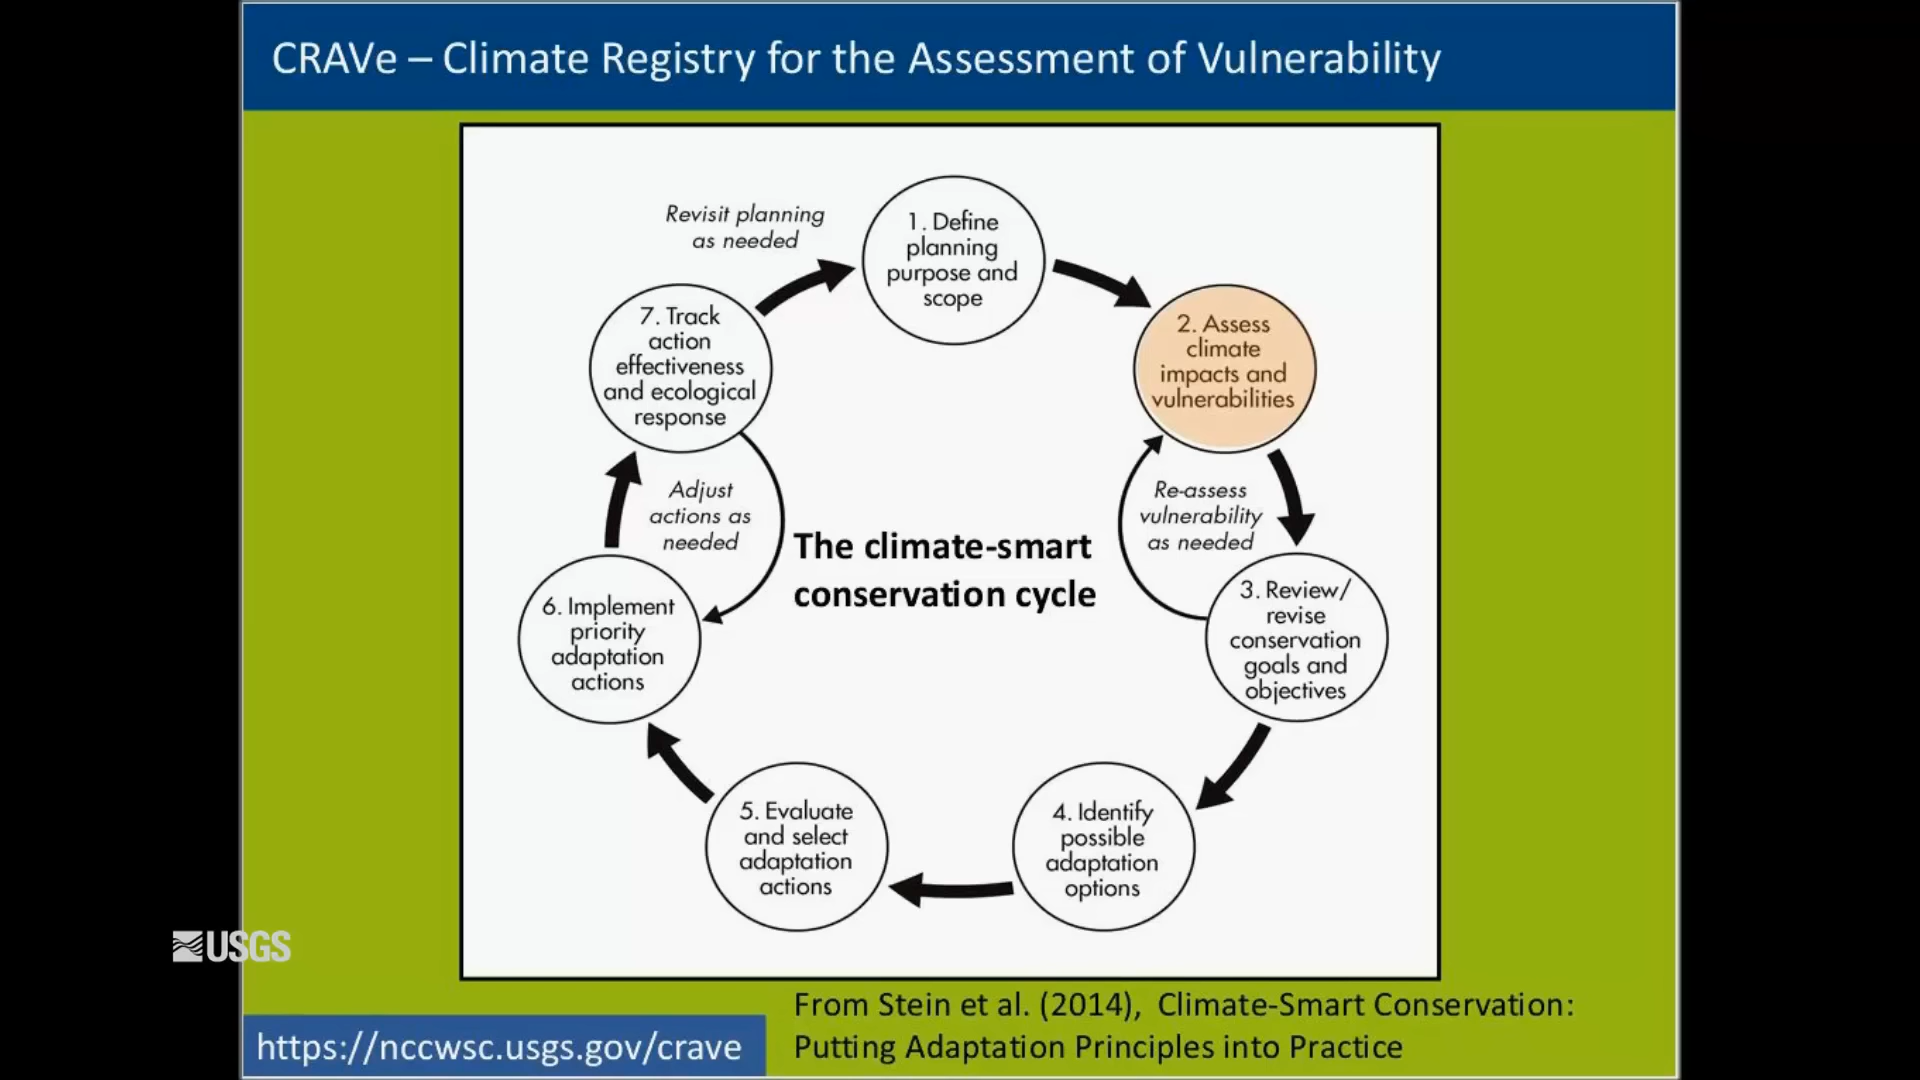 CRAVe – Climate Registry for the Assessment of Vulnerability
Revisit planning
as needed
1. Define
planning
purpose and
scope
2. Assess
climate
impacts and
vulnerabilities
Re-assess
vulnerability
as needed
3. Review/
revise
conservation
goals and
objectives
4. Identify
possible
adaptation
options
5. Evaluate
and select
adaptation
actions
6. Implement
priority
adaptation
actions
7. Track
action
effectiveness
and ecological
response
Adjust
actions as
needed
The climate-smart
conservation cycle
USGS
From Stein et al. (2014), Climate-Smart Conservation:
Putting Adaptation Principles into Practice
https://nccwsc.usgs.gov/crave